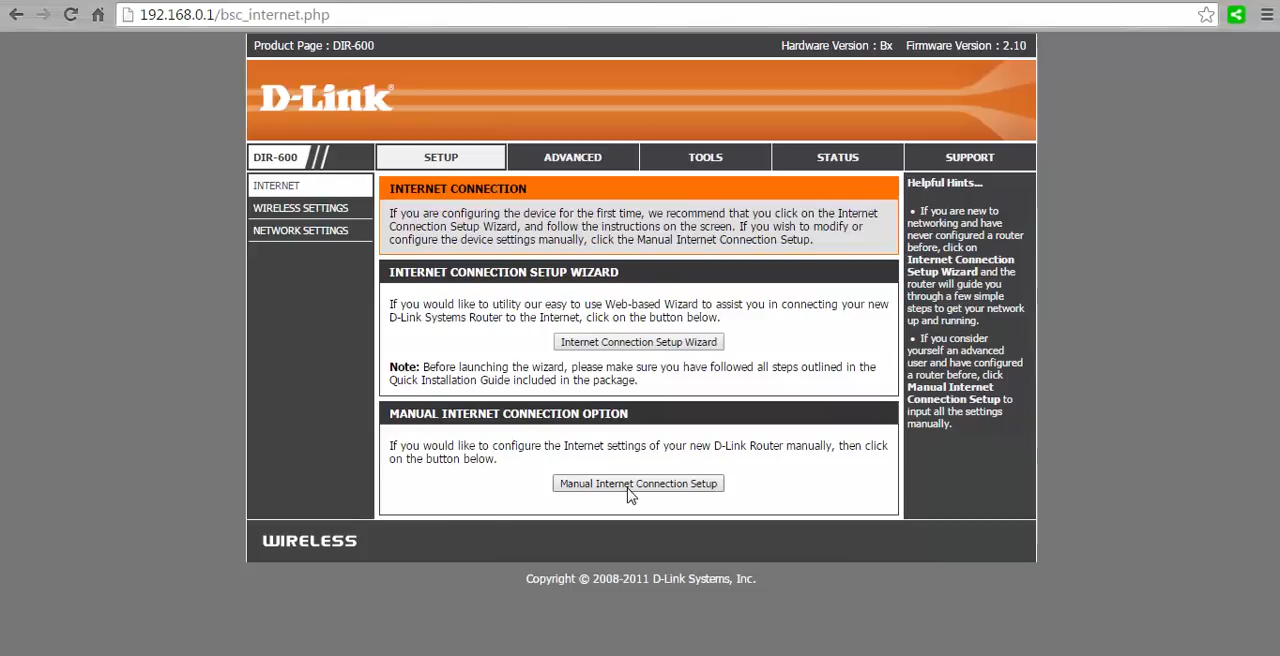 192.168.0.1/bsc_internet.php
Product Page : DIR-600 Hardware Version : Bx Firmware Version : 2.10
D-Link®
DIR-600 SETUP ADVANCED TOOLS STATUS SUPPORT
INTERNET
WIRELESS SETTINGS
NETWORK SETTINGS
INTERNET CONNECTION
If you are configuring the device for the first time, we recommend that you click on the Internet
Connection Setup Wizard, and follow the instructions on the screen. If you wish to modify or
configure the device settings manually, click the Manual Internet Connection Setup.
INTERNET CONNECTION SETUP WIZARD
If you would like to utility our easy to use Web-based Wizard to assist you in connecting your new
D-Link Systems Router to the Internet, click on the button below.
Internet Connection Setup Wizard
Note: Before launching the wizard, please make sure you have followed all steps outlined in the
Quick Installation Guide included in the package.
MANUAL INTERNET CONNECTION OPTION
If you would like to configure the Internet settings of your new D-Link Router manually, then click
on the button below.
Manual Internet Connection Setup
Helpful Hints...
• If you are new to
networking and have
never configured a router
before, click on
Internet Connection
Setup Wizard and the
router will guide you
through a few simple
steps to get your network
up and running.
• If you consider
yourself an advanced
user and have configured
a router before, click
Manual Internet
Connection Setup to
input all the settings
manually.
WIRELESS
Copyright © 2008-2011 D-Link Systems, Inc.